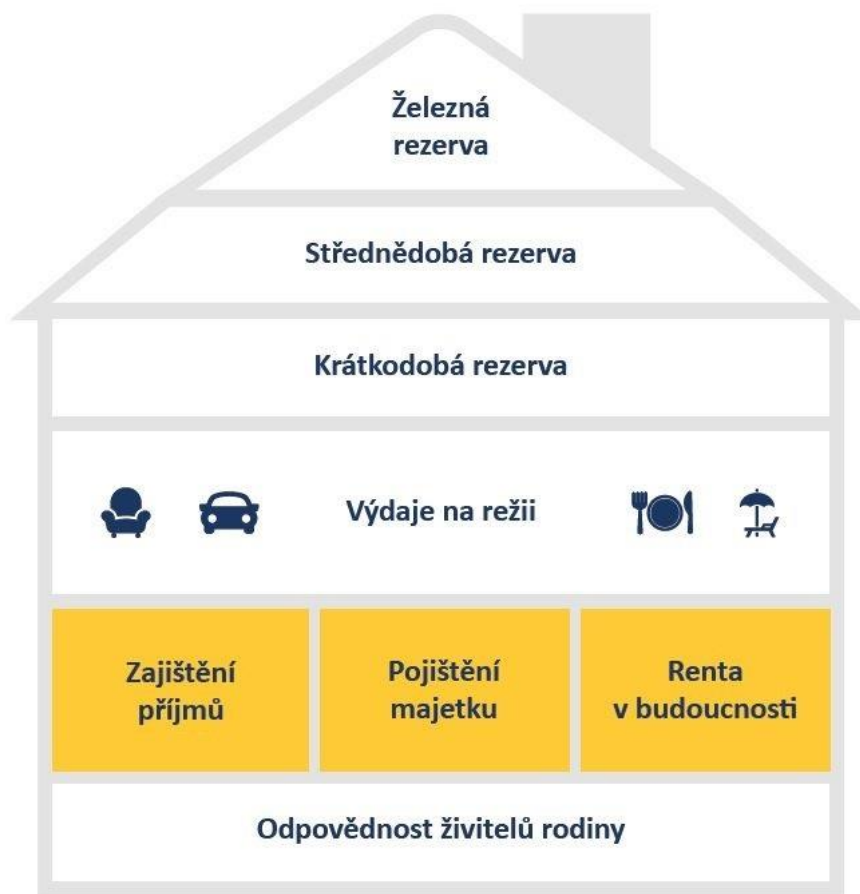 Železná
rezerva
Střednědobá rezerva
Krátkodobá rezerva
Výdaje na režii
Zajištění
příjmů
Pojištění
majetku
Renta
v budoucnosti
Odpovědnost živitelů rodiny